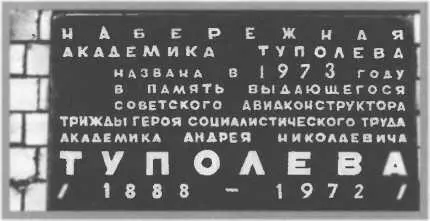 НАБЕРЕЖНАЯ
АКАДЕМИКА ТУПОЛЕВА
НАЗВАНА В 1973 ГОДУ
В ПАМЯТЬ ВЫДАЮЩЕГОСЯ
СОВЕТСКОГО АВИАКОНСТРУКТОРА
ТРИЖДЫ ГЕРОЯ СОЦИАЛИСТИЧЕСКОГО ТРУДА
АКАДЕМИКА АНДРЕЯ НИКОЛАЕВИЧА
ТУПОЛЕВА
/ 1888 - 1972 /